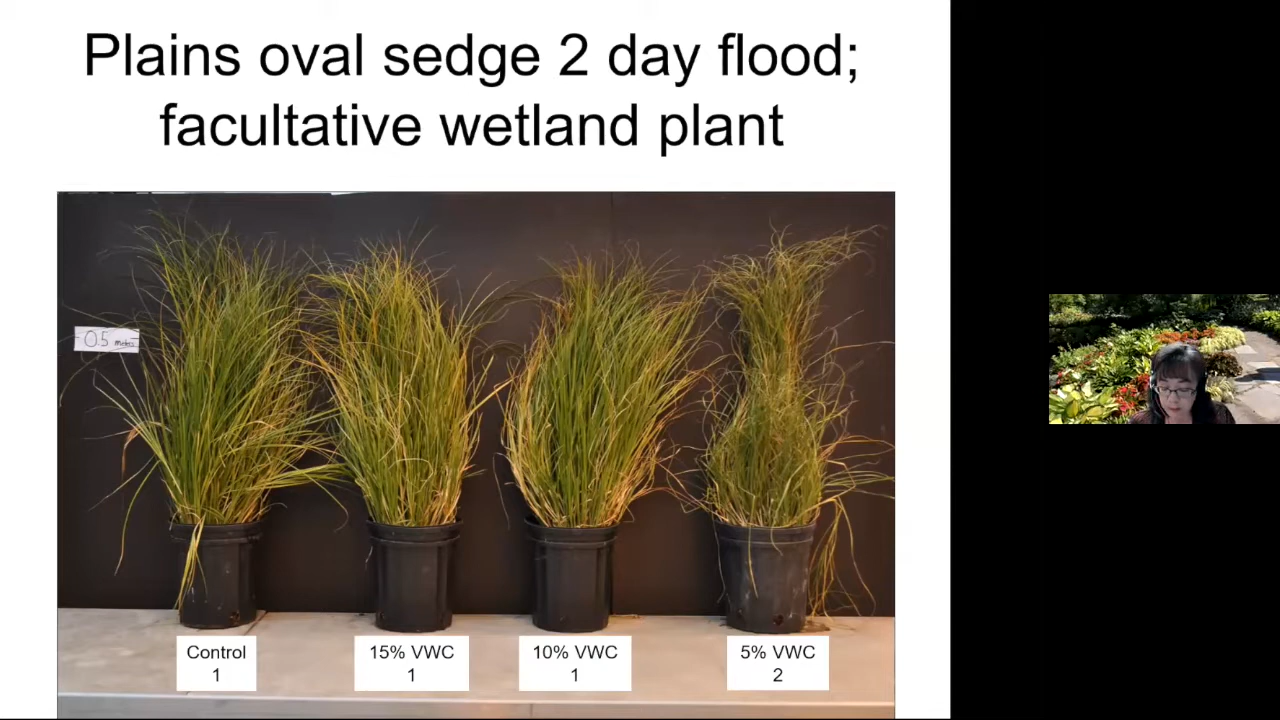 Plains oval sedge 2 day flood;
facultative wetland plant
0.5 meters
Control
1
15% VWC
1
10% VWC
1
5% VWC
2